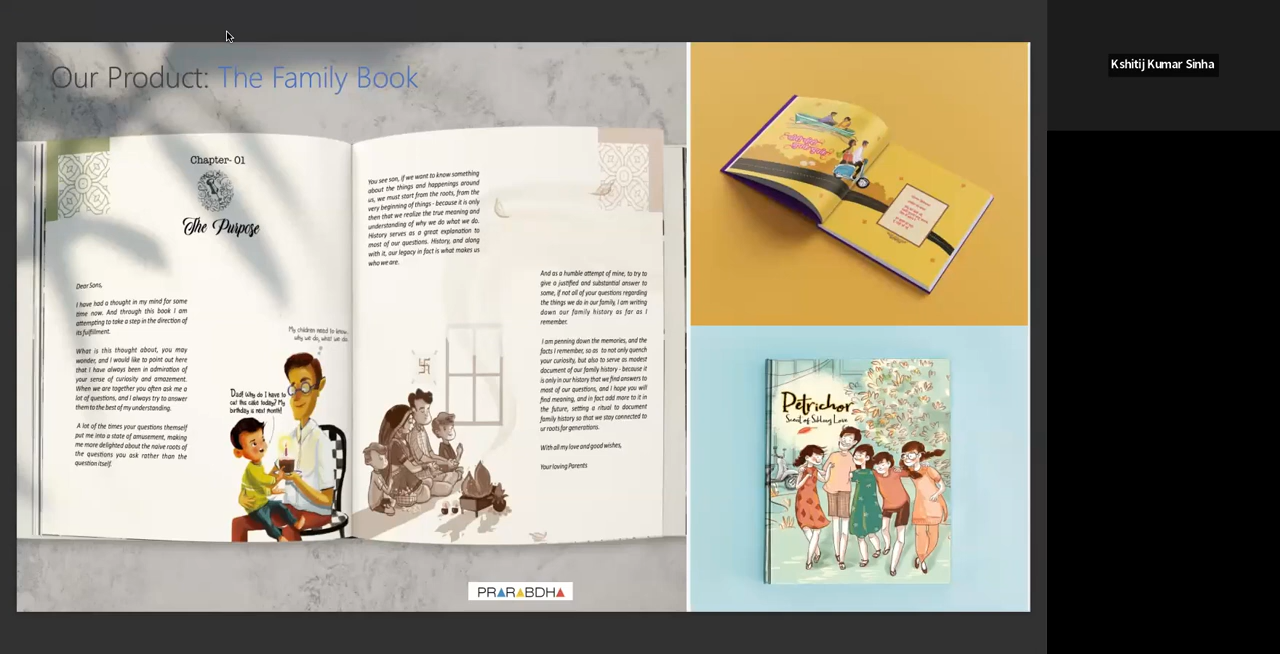 Our Product: The Family Book
Chapter- 01
The Purpose
Dear Sons,
I have had a thought in my mind for some
time now. And through this book I am
attempting to take a step in the direction of
its fulfillment.
What is this thought about, you may
wonder, and I would like to point out here
that I have always been in admiration of
your sense of curiosity and amazement.
When we are together you often ask me a
lot of questions, and I always try to answer
them to the best of my understanding.
A lot of the times your questions themselves
put me into a state of amusement, making
me more delighted about the naive roots of
the questions you ask rather than the
question itself.
My children need to know
why we do, what we do.
Dad! Why do I have to
cut this cake today? My
birthday is next month!
You see son, if we want to know something
about the things and happenings around
us, we must start from the roots, from the
very beginning of things - because it is only
then that we realize the true meaning and
understanding of why we do what we do.
History serves as a great explanation to
most of our questions. History, and along
with it, our legacy in fact is what makes us
who we are.
And as a humble attempt of mine, to try to
give a justified and substantial answer to
some, if not all of your questions regarding
the things we do in our family, I am writing
down our family history as far as I
remember.
I am penning down the memories, and the
facts I remember, so as to not only quench
your curiosity, but also to serve as modest
document of our family history - because it
is only in our history that we find answers to
most of our questions, and I hope you will
find meaning, and in fact add more to it in
the future, setting a ritual to document
family history so that we stay connected to
our roots for generations.
With all my love and good wishes,
Your loving Parents
PRARABDHA
Petrichor
Scent of Sibling Love
Kshitij Kumar Sinha